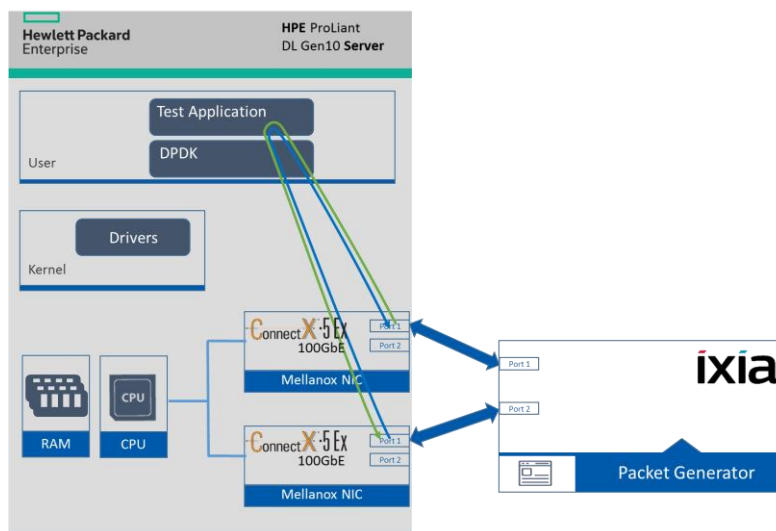 Hewlett Packard
Enterprise
HPE ProLiant
DL Gen10 Server
Test Application
DPDK
User
Drivers
Kernel
ConnectX·5 Ex
100GbE
Port 1
Port 2
Mellanox NIC
RAM
CPU
CPU
ConnectX·5 Ex
100GbE
Port 1
Port 2
Mellanox NIC
Port 1
Port 2
ixia
Packet Generator